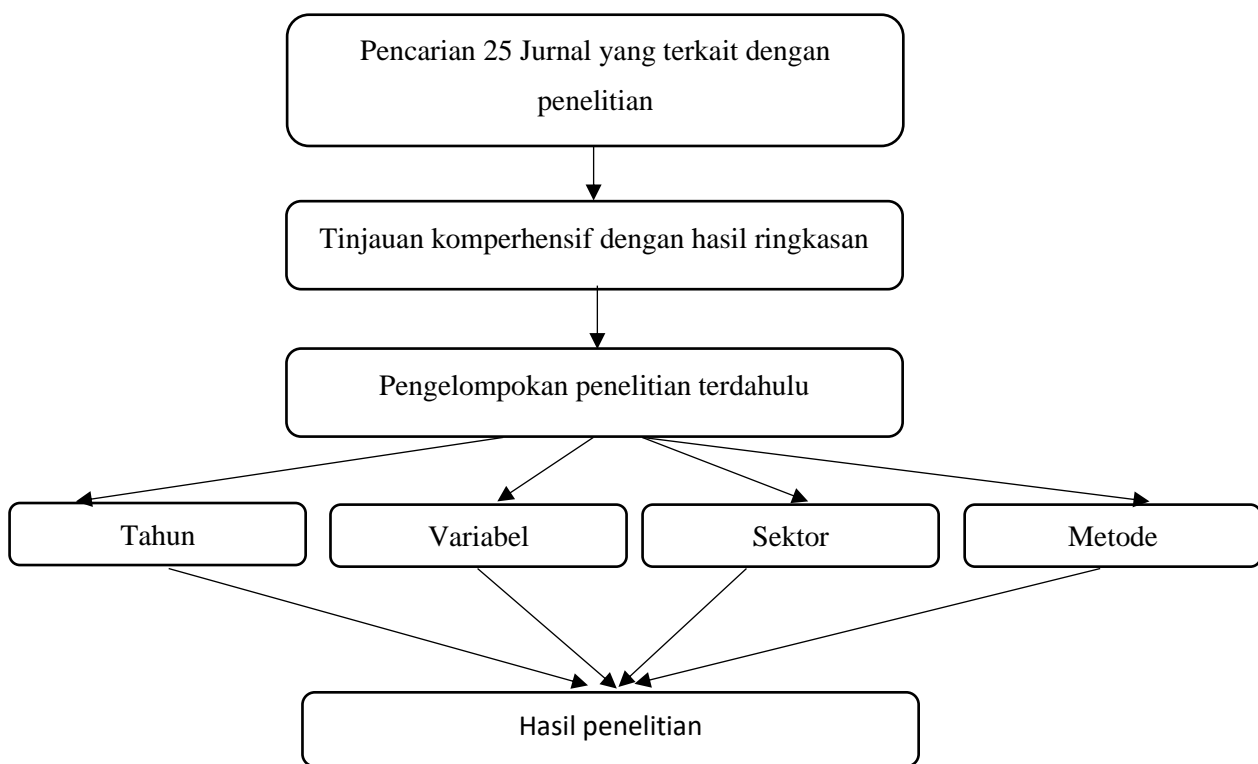 Pencarian 25 Jurnal yang terkait dengan
penelitian
Tinjauan komperhensif dengan hasil ringkasan
Pengelompokan penelitian terdahulu
Tahun
Variabel
Sektor
Metode
Hasil penelitian